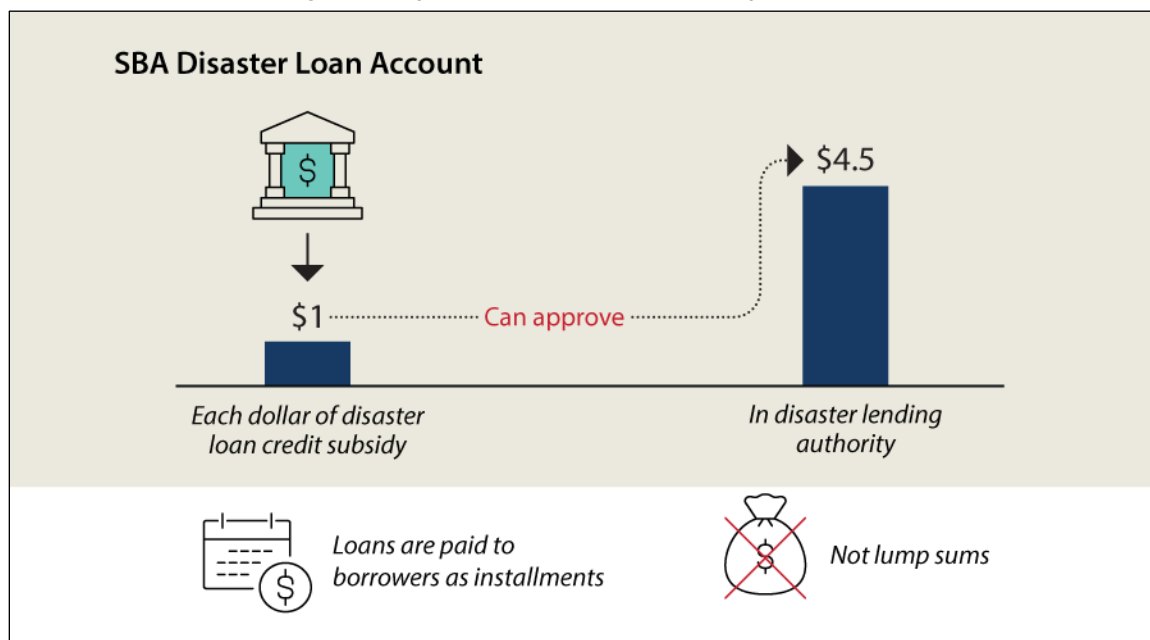 SBA Disaster Loan Account
$
$1
Can approve
$4.5
Each dollar of disaster
loan credit subsidy
In disaster lending
authority
$
Loans are paid to
borrowers as installments
$
Not lump sums